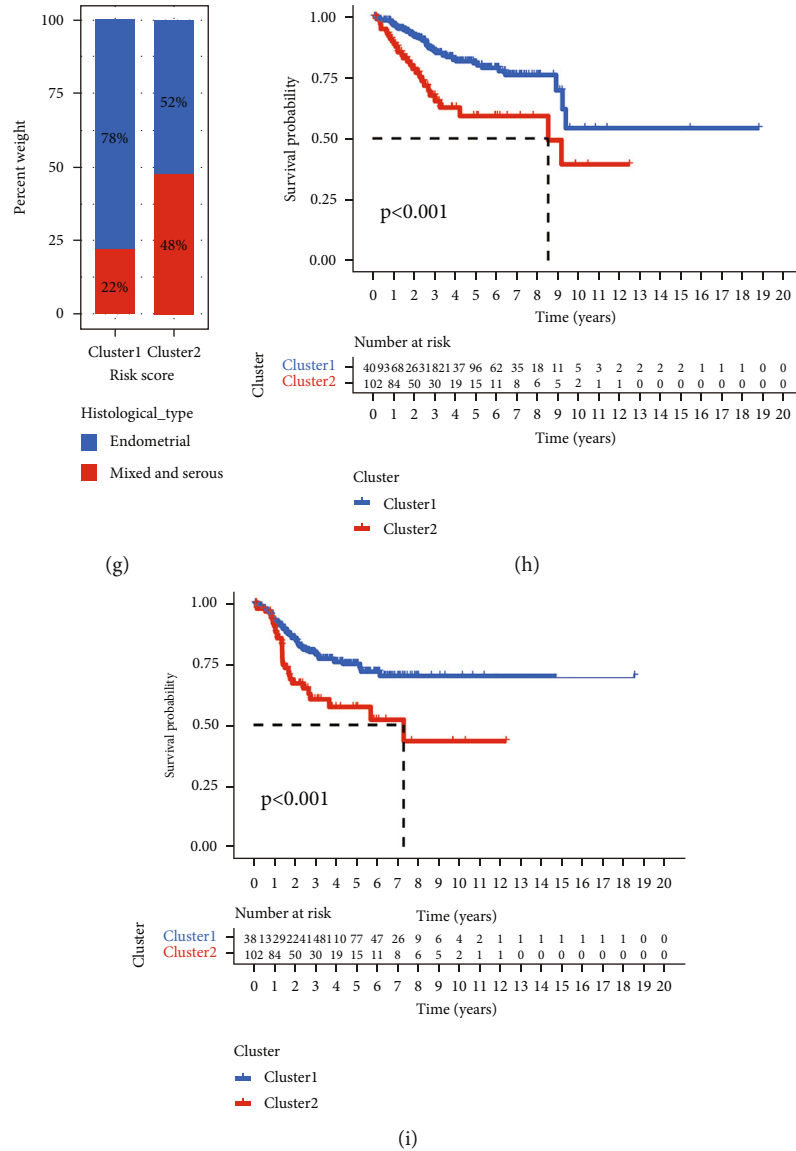 100
75
50
25
0
Percent weight
78%
22%
52%
48%
Cluster1 Cluster2
Risk score
Histological_type
Endometrial
Mixed and serous
(g)
1.00
0.75
0.50
0.25
0.00
Survival probability
p<0.001
0 1 2 3 4 5 6 7 8 9 10 11 12 13 14 15 16 17 18 19 20
Time (years)
Number at risk
Cluster
Cluster1 40 93 68 26 31 82 1 37 96 62 35 18 11 5 3 2 2 2 2 1 1 0 0
Cluster2 102 84 50 30 19 15 11 8 6 5 2 1 1 0 0 0 0 0 0 0 0
0 1 2 3 4 5 6 7 8 9 10 11 12 13 14 15 16 17 18 19 20
Time (years)
Cluster
Cluster1
Cluster2
(h)
1.00
0.75
0.50
0.25
0.00
Survival probability
p<0.001
0 1 2 3 4 5 6 7 8 9 10 11 12 13 14 15 16 17 18 19 20
Time (years)
Number at risk
Cluster
Cluster1 38 13 29 22 41 48 1 10 77 47 26 9 6 4 2 1 1 1 1 1 1 1 0 0
Cluster2 102 84 50 30 19 15 11 8 6 5 2 1 1 0 0 0 0 0 0 0 0
0 1 2 3 4 5 6 7 8 9 10 11 12 13 14 15 16 17 18 19 20
Time (years)
Cluster
Cluster1
Cluster2
(i)